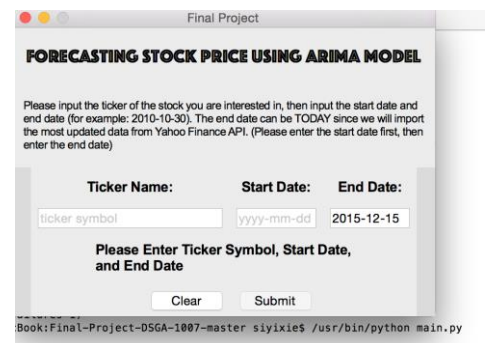 Final Project
FORECASTING STOCK PRICE USING ARIMA MODEL
Please input the ticker of the stock you are interested in, then input the start date and
end date (for example: 2010-10-30). The end date can be TODAY since we will import
the most updated data from Yahoo Finance API. (Please enter the start date first, then
enter the end date)
Ticker Name: Start Date: End Date:
ticker symbol yyyy-mm-dd 2015-12-15
Please Enter Ticker Symbol, Start Date,
and End Date
Clear Submit
Book:Final-Project-DSGA-1007-master siyixie$ /usr/bin/python main.py